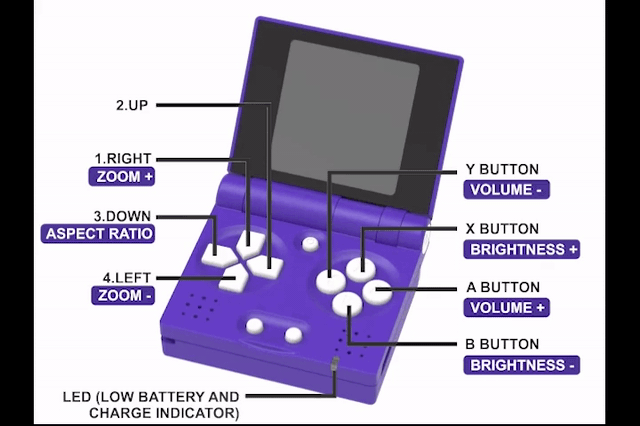 2.UP
1.RIGHT
ZOOM +
3.DOWN
ASPECT RATIO
4.LEFT
ZOOM -
LED (LOW BATTERY AND
CHARGE INDICATOR)
Y BUTTON
VOLUME -
X BUTTON
BRIGHTNESS +
A BUTTON
VOLUME +
B BUTTON
BRIGHTNESS -